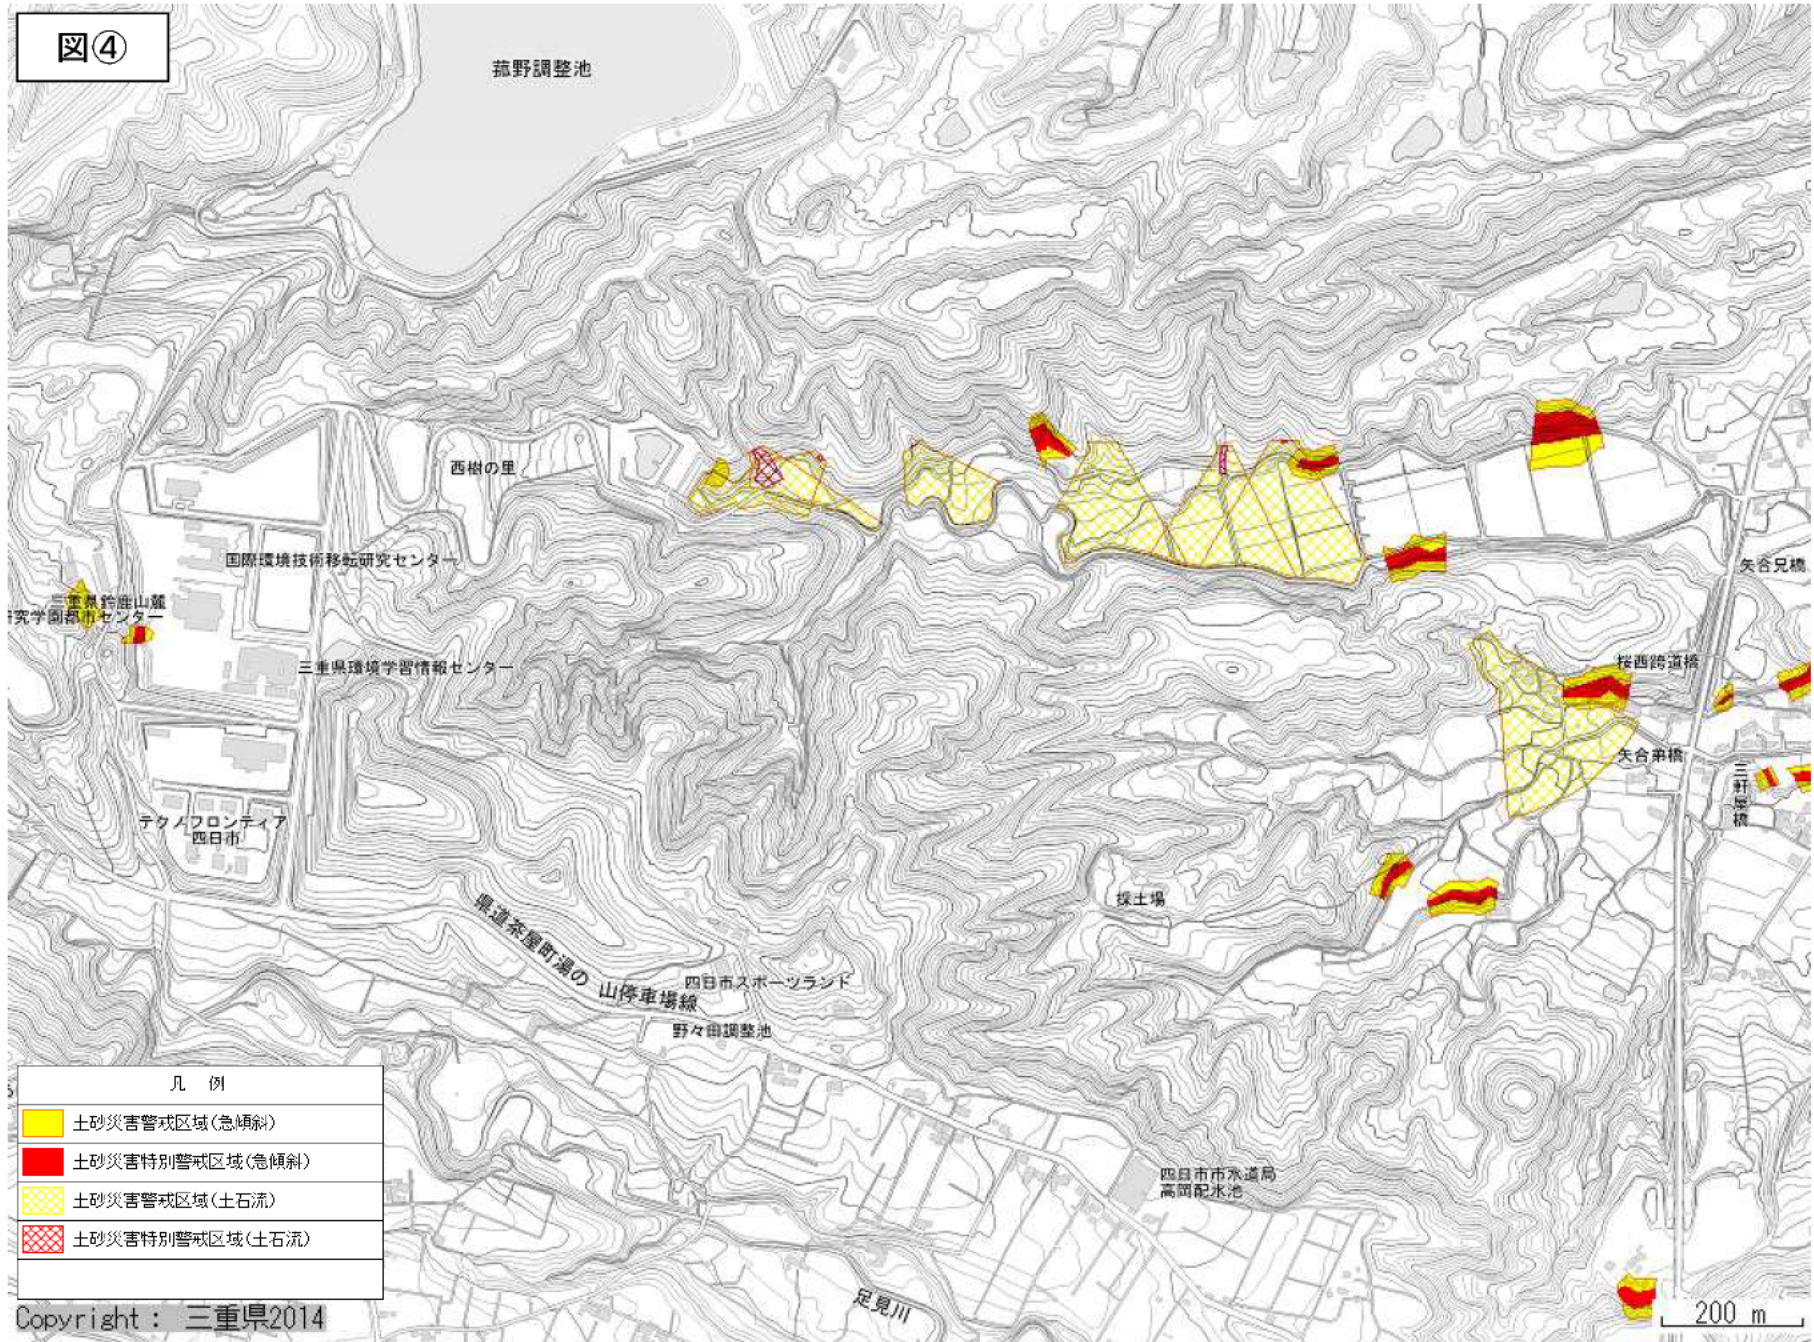 図④
菰野調整池
西樹の里
国際環境技術移転研究センター
矢合兄橋
三重県鈴鹿山麓
究学園都市センター
三重県環境学習情報センター
桜西跨道橋
矢合弟橋
三軒屋橋
テクノフロンティア
四日市
採土場
県道茶屋町湯の山停車場線
四日市スポーツランド
野々田調整池
凡 例
土砂災害警戒区域(急傾斜)
土砂災害特別警戒区域(急傾斜)
土砂災害警戒区域(土石流)
土砂災害特別警戒区域(土石流)
四日市市水道局
高岡配水池
足見川
Copyright : 三重県2014
200 m